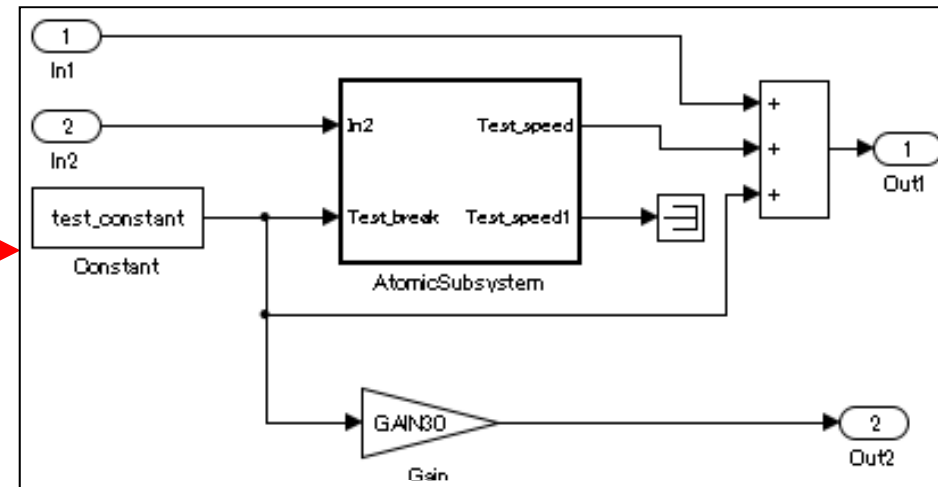 1
In1
2
In2
test_constant
Constant
In2
Test_speed
Test_break
Test_speed1
AtomicSubsystem
+
+
+
1
Out1
GAIN30
Gain
2
Out2